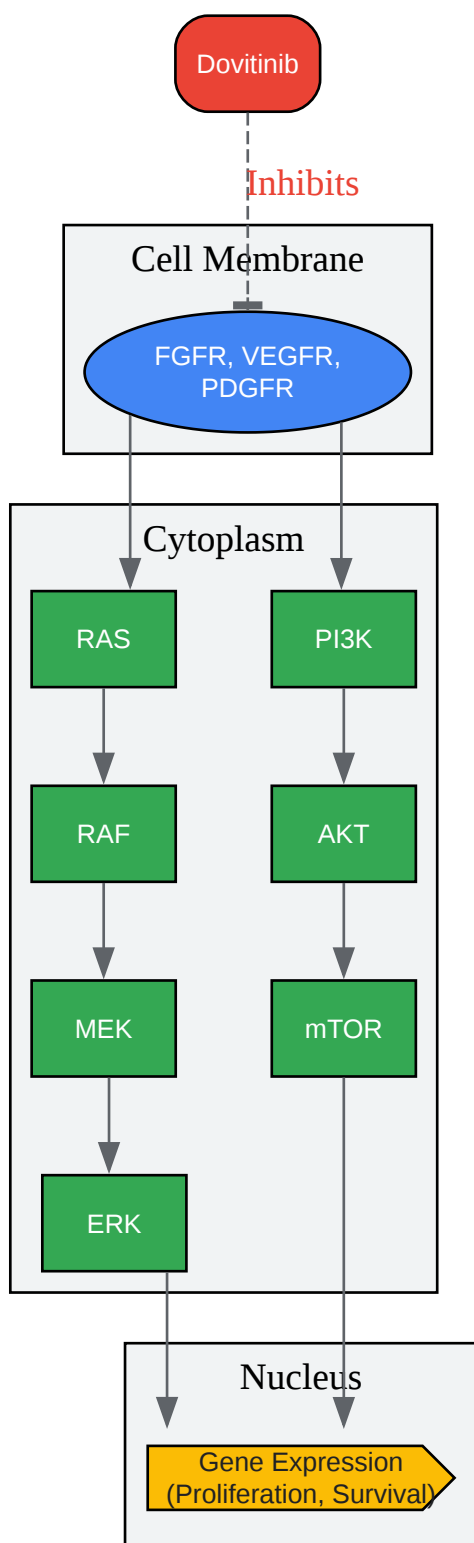 Dovitinib
Inhibits
Cell Membrane
FGFR, VEGFR,
PDGFR
Cytoplasm
RAS
PI3K
RAF
AKT
MEK
mTOR
ERK
Nucleus
Gene Expression
(Proliferation, Survival)